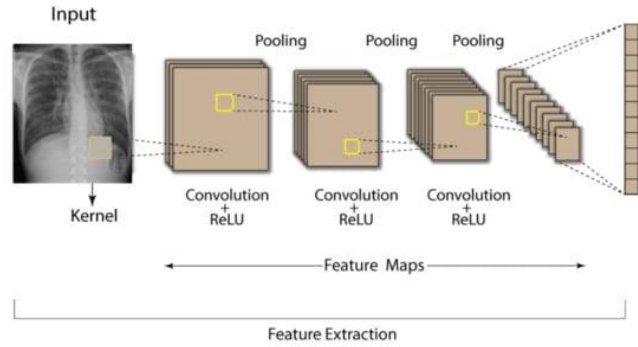 Input
Pooling
Pooling
Pooling
Kernel
Convolution
+
ReLU
Convolution
+
ReLU
Convolution
+
ReLU
Feature Maps
Feature Extraction